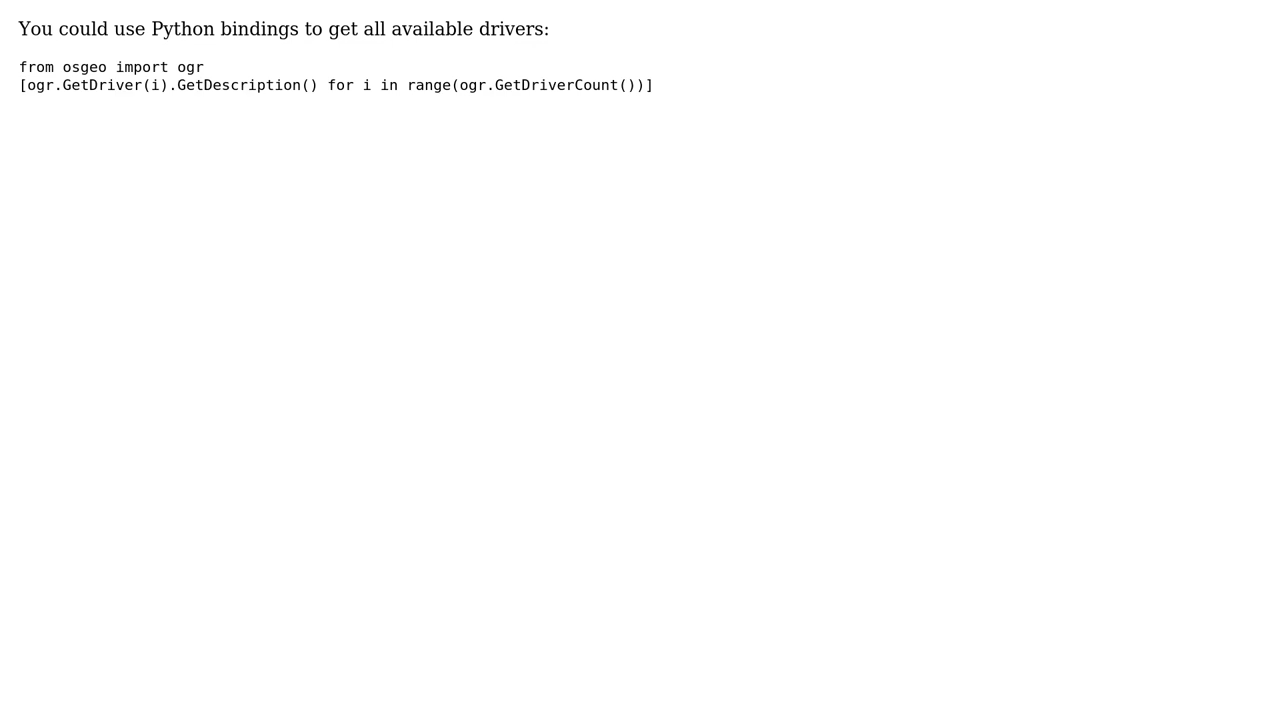 You could use Python bindings to get all available drivers:
from osgeo import ogr
[ogr.GetDriver(i).GetDescription() for i in range(ogr.GetDriverCount())]